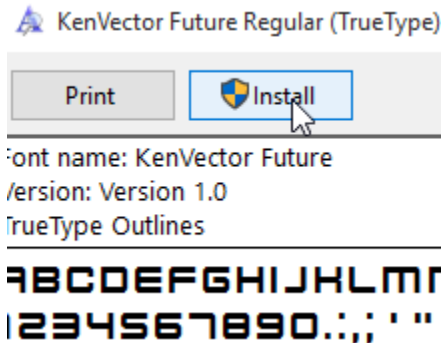 KenVector Future Regular (TrueType)
Print
Install
Font name: KenVector Future
Version: Version 1.0
TrueType Outlines
ABCDEFGHIJKLM
1234567890.:,;'"